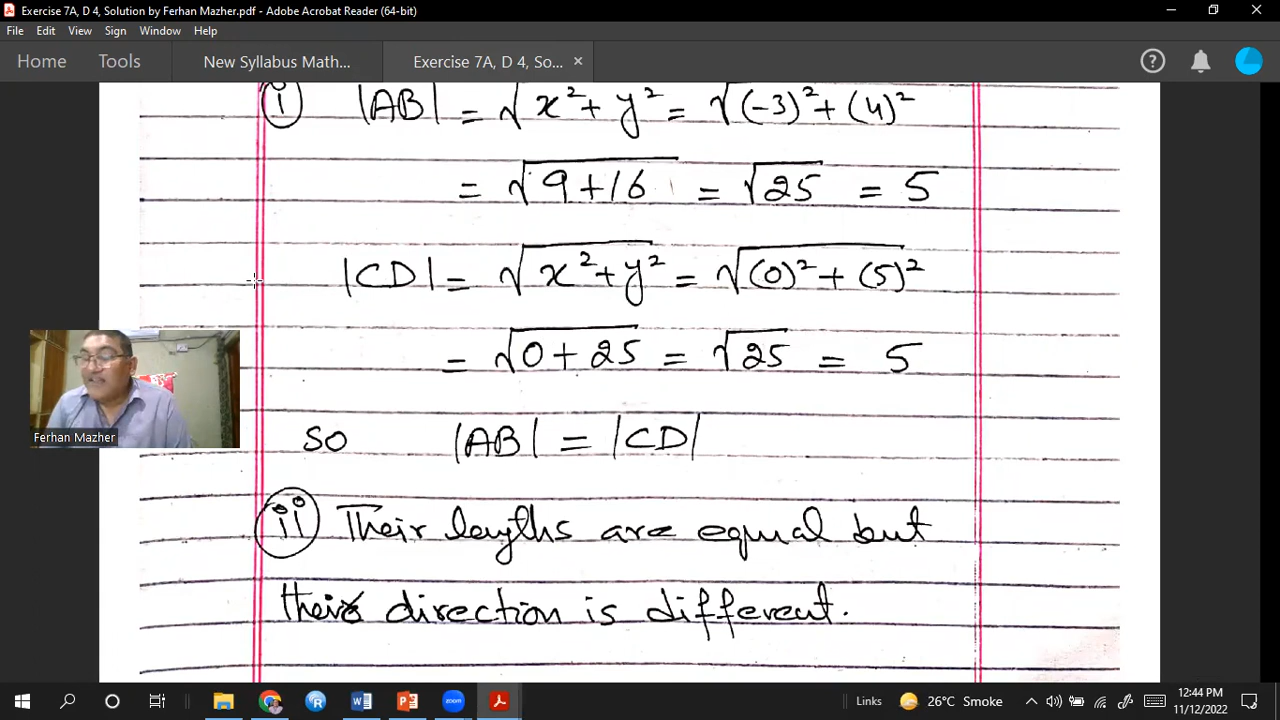 Exercise 7A, D 4, Solution by Ferhan Mazher.pdf - Adobe Acrobat Reader (64-bit)
File Edit View Sign Window Help
Home Tools New Syllabus Math... Exercise 7A, D 4, So... ×
(i) |AB| = √x²+y² = √(-3)²+(4)²
= √9+16 = √25 = 5
|CD| = √x²+y² = √(0)²+(5)²
= √0+25 = √25 = 5
so |AB| = |CD|
(ii) Their lengths are equal but
their direction is different.
Ferhan Mazher
Links 26°C Smoke 12:44 PM
11/12/2022